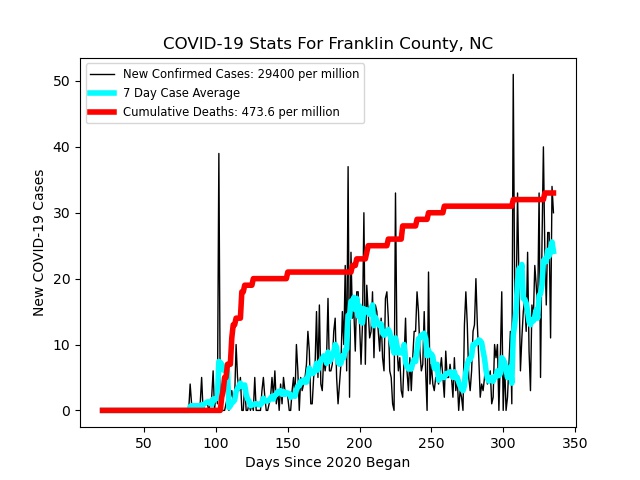 COVID-19 Stats For Franklin County, NC
New Confirmed Cases: 29400 per million
7 Day Case Average
Cumulative Deaths: 473.6 per million
New COVID-19 Cases
50
40
30
20
10
0
50 100 150 200 250 300 350
Days Since 2020 Began